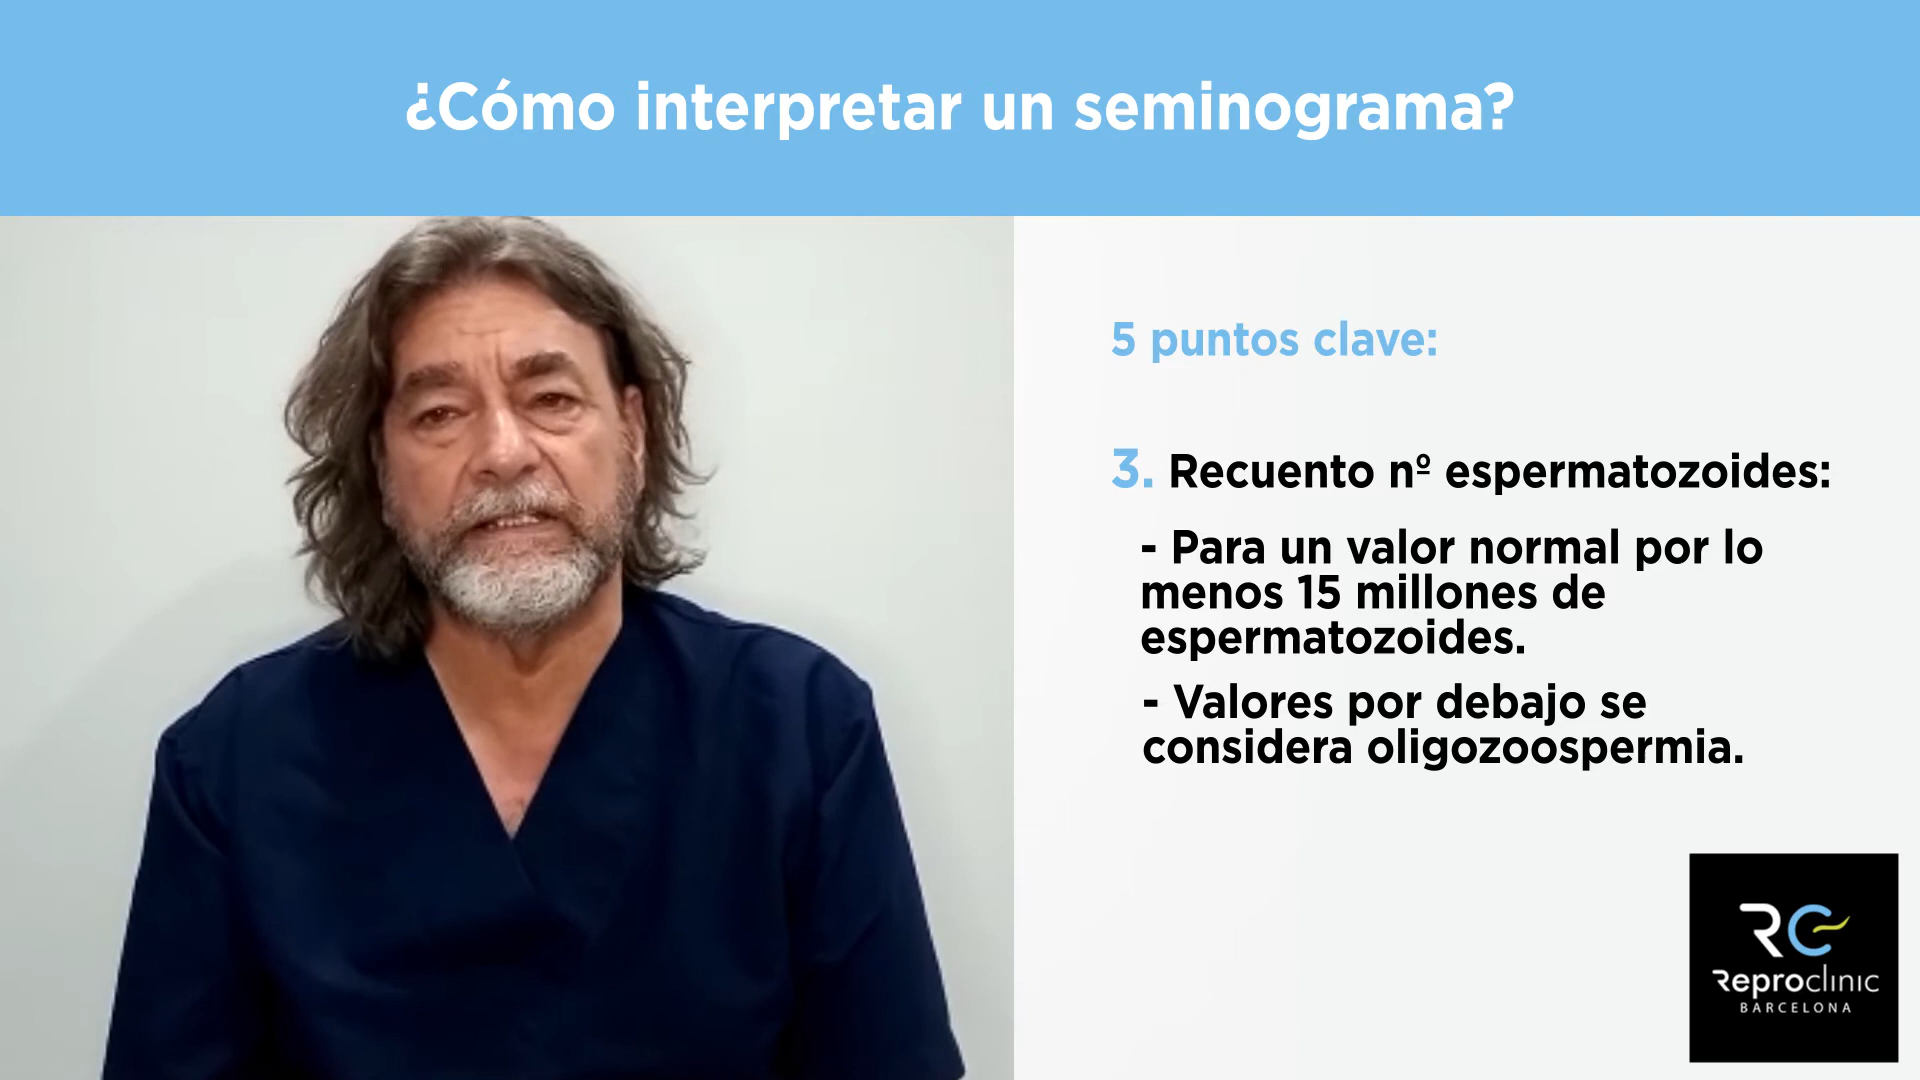 ¿Cómo interpretar un seminograma?
5 puntos clave:
3. Recuento nº espermatozoides:
- Para un valor normal por lo
menos 15 millones de
espermatozoides.
- Valores por debajo se
considera oligozoospermia.
RC
Reproclinic
BARCELONA